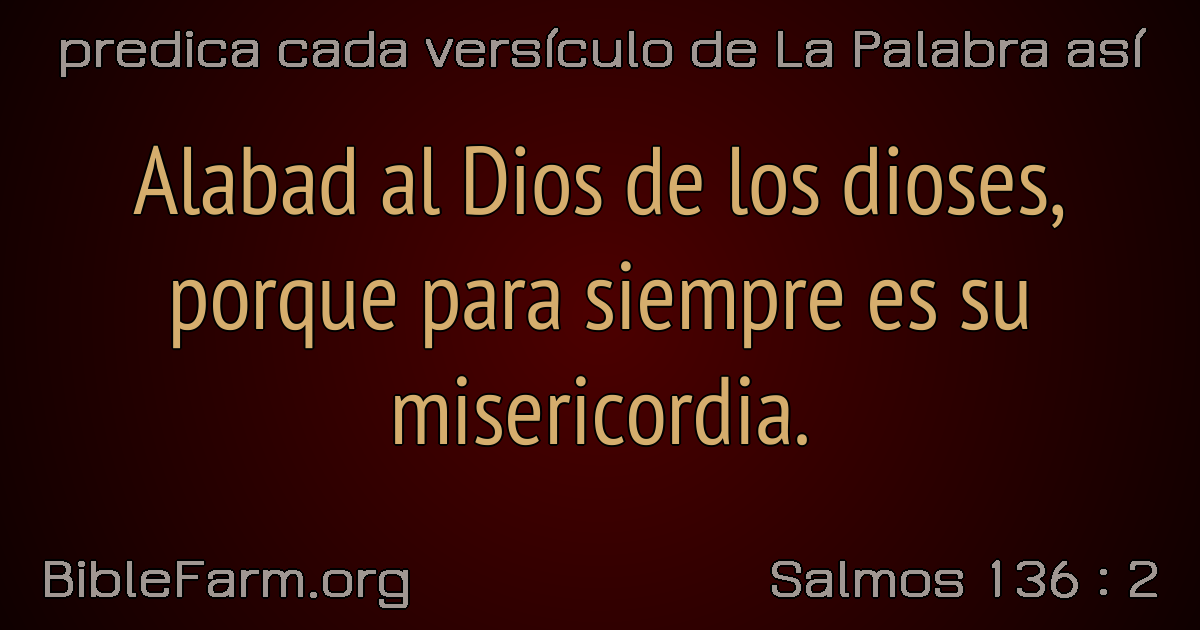 predica cada versículo de La Palabra así
Alabad al Dios de los dioses,
porque para siempre es su
misericordia.
BibleFarm.org
Salmos 136 : 2